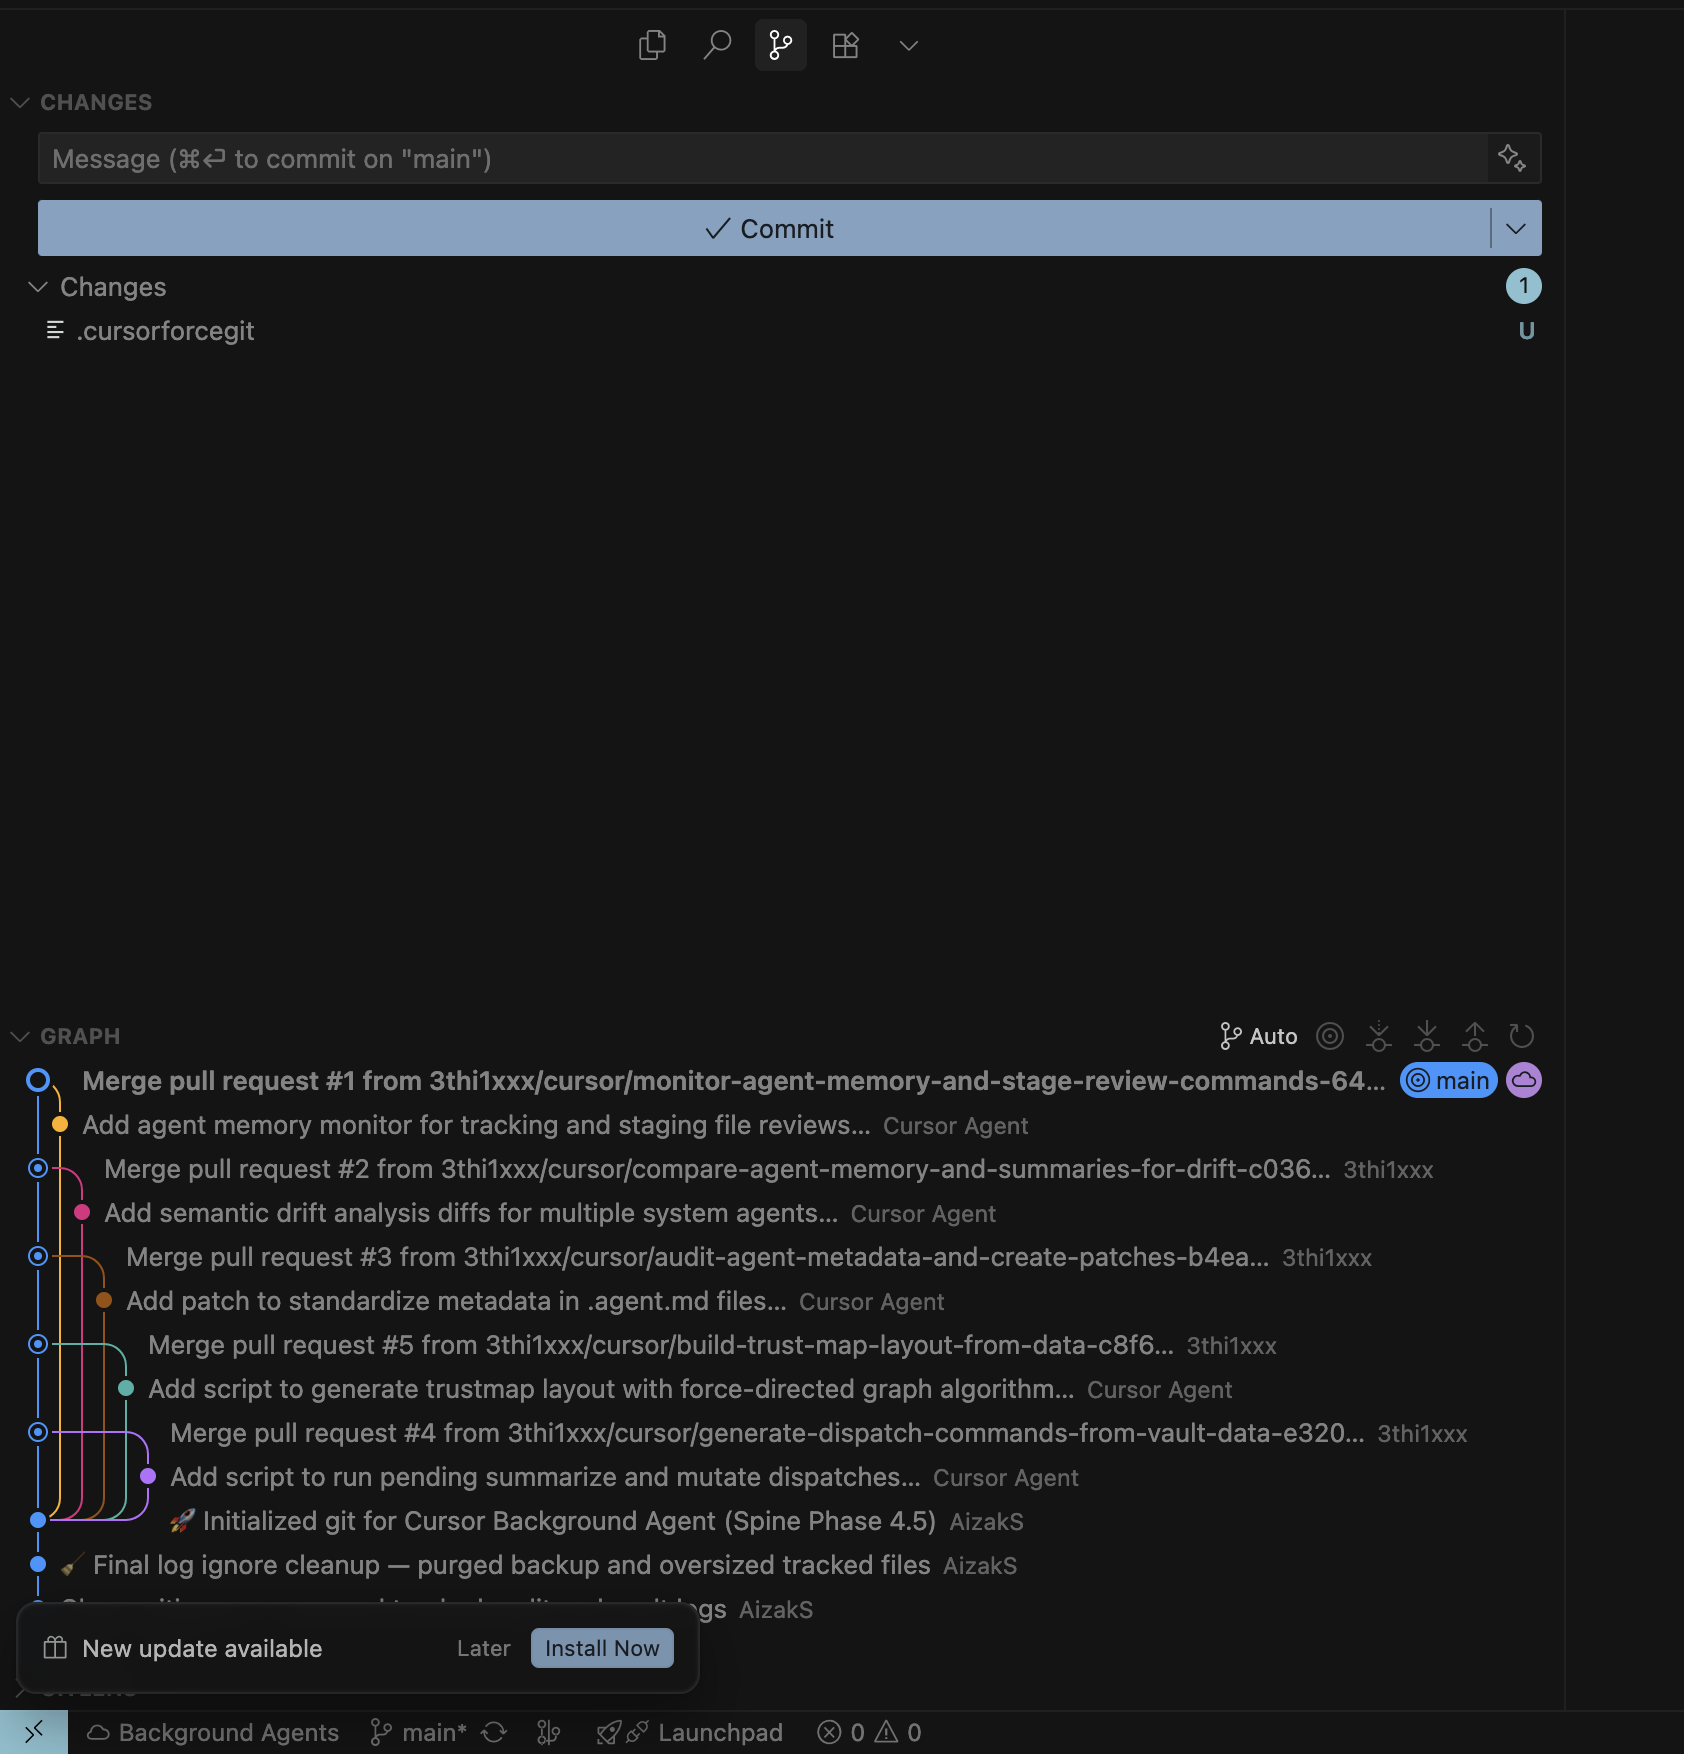 CHANGES
Message (⌘⏎ to commit on "main")
Commit
Changes 1
.cursorforcegit U
GRAPH Auto
Merge pull request #1 from 3thi1xxx/cursor/monitor-agent-memory-and-stage-review-commands-64... main
Add agent memory monitor for tracking and staging file reviews... Cursor Agent
Merge pull request #2 from 3thi1xxx/cursor/compare-agent-memory-and-summaries-for-drift-c036... 3thi1xxx
Add semantic drift analysis diffs for multiple system agents... Cursor Agent
Merge pull request #3 from 3thi1xxx/cursor/audit-agent-metadata-and-create-patches-b4ea... 3thi1xxx
Add patch to standardize metadata in .agent.md files... Cursor Agent
Merge pull request #5 from 3thi1xxx/cursor/build-trust-map-layout-from-data-c8f6... 3thi1xxx
Add script to generate trustmap layout with force-directed graph algorithm... Cursor Agent
Merge pull request #4 from 3thi1xxx/cursor/generate-dispatch-commands-from-vault-data-e320... 3thi1xxx
Add script to run pending summarize and mutate dispatches... Cursor Agent
🚀 Initialized git for Cursor Background Agent (Spine Phase 4.5) AizakS
🧹 Final log ignore cleanup — purged backup and oversized tracked files AizakS
AizakS
New update available Later Install Now
Background Agents main* Launchpad 0 0